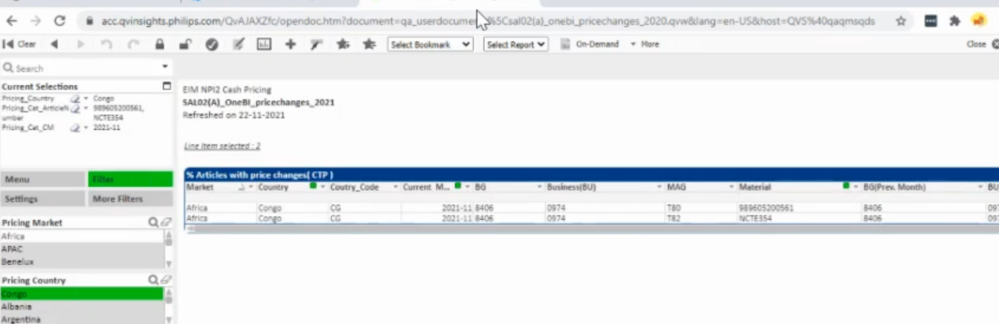 acc.qvinsights.philips.com/QvAJAXZfc/opendoc.htm?document=qa_userdocume %5Csal02(a)_onebi_pricechanges_2020.qvw&lang=en-US&host=QVS%40qaqmsqds
Clear Select Bookmark Select Report On-Demand More Close
Search
Current Selections
Pricing_Country Congo
Pricing_Cat_ArticleN 989605200561,
umber NCTE354
Pricing_Cat_CM 2021-11
EIM NPI2 Cash Pricing
SAL02(A)_OneBI_pricechanges_2021
Refreshed on 22-11-2021
Line Item selected : 2
Menu Filter
Settings More Filters
% Articles with price changes( CTP )
Market Country Coutry_Code Current M... BG Business(BU) MAG Material BG(Prev. Month) BU
Africa Congo CG 2021-11 8406 0974 T80 989605200561 8406 097
Africa Congo CG 2021-11 8406 0974 T82 NCTE354 8406 097
Pricing Market
Africa
APAC
Benelux
Pricing Country
Congo
Albania
Argentina